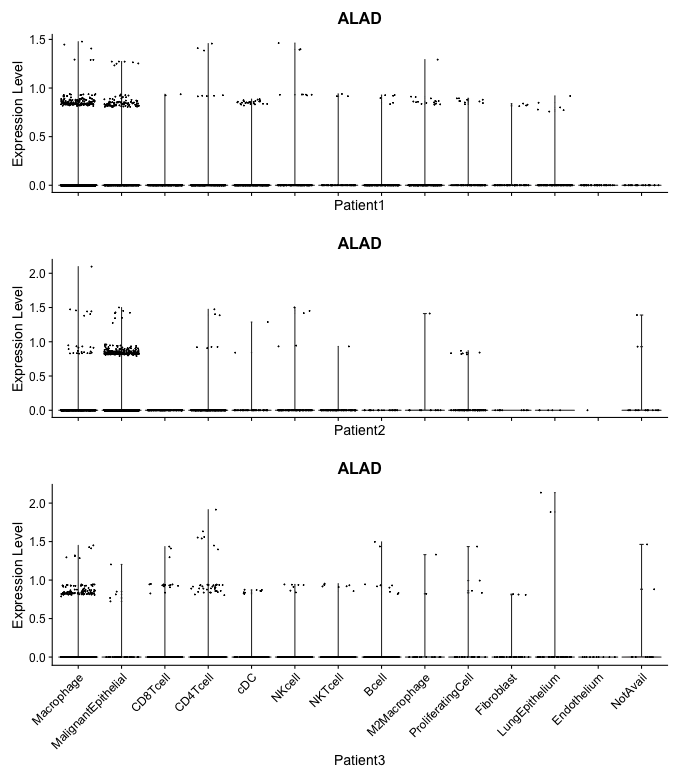 ALAD
Expression Level
1.5
1.0
0.5
0.0
Patient1
ALAD
Expression Level
2.0
1.5
1.0
0.5
0.0
Patient2
ALAD
Expression Level
2.0
1.5
1.0
0.5
0.0
Macrophage
MalignantEpithelial
CD8Tcell
CD4Tcell
cDC
NKcell
NKTcell
Bcell
M2Macrophage
ProliferatingCell
Fibroblast
LungEpithelium
Endothelium
NotAvail
Patient3